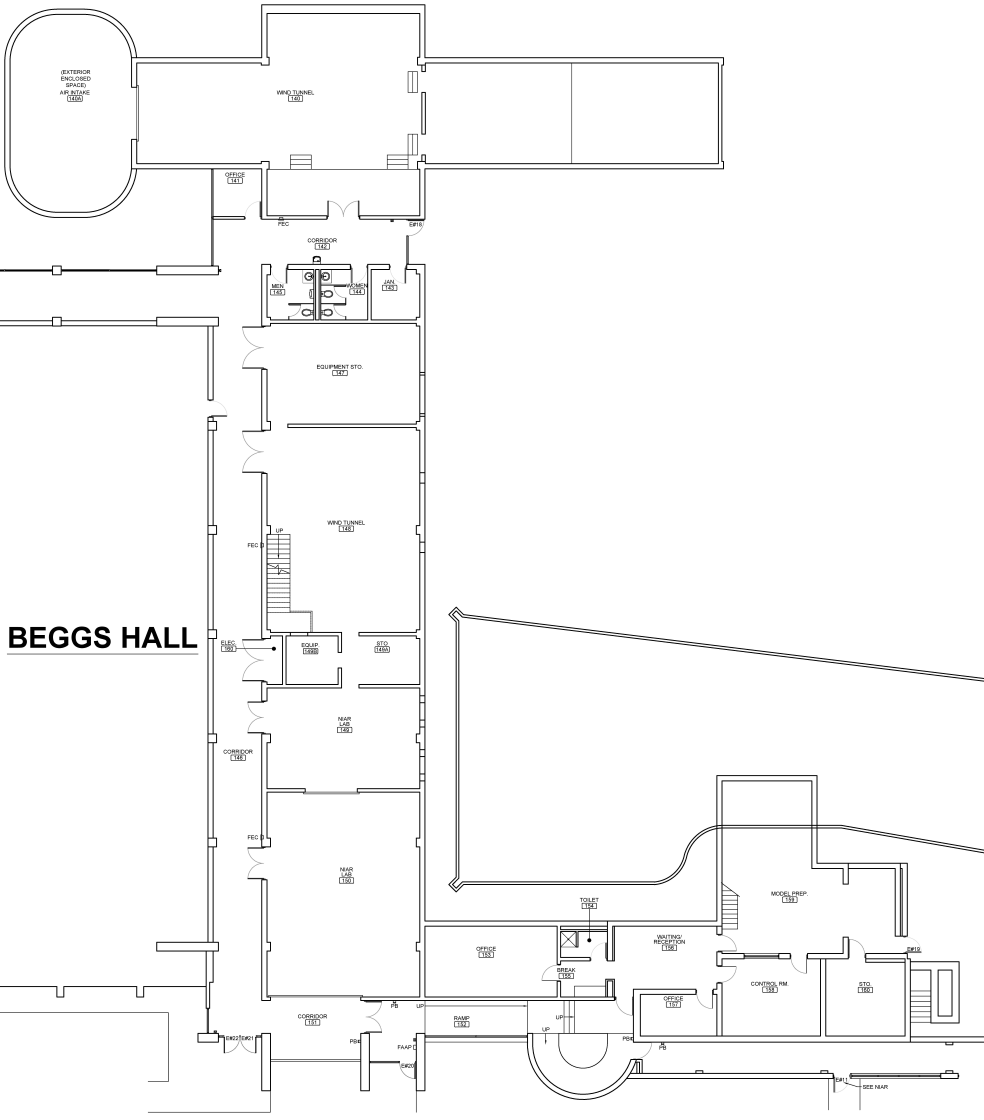 (EXTERIOR
ENCLOSED
SPACE)
AIR INTAKE
140A
WIND TUNNEL
140
OFFICE
141
FEC
E#18
CORRIDOR
142
MEN
145
WOMEN
144
JAN.
143
EQUIPMENT STO.
147
WIND TUNNEL
148
UP
FEC
BEGGS HALL
ELEC.
160
EQUIP.
149B
STO.
149A
NIAR
LAB
149
CORRIDOR
146
FEC
NIAR
LAB
150
TOILET
154
MODEL PREP.
159
OFFICE
153
WAITING/
RECEPTION
156
E#19
BREAK
155
CONTROL RM.
158
STO.
160
OFFICE
157
PB
UP
CORRIDOR
151
RAMP
152
UP
UP
E#22
E#21
PB
FAAP
PB
PB
E#20
E#11
SEE NIAR